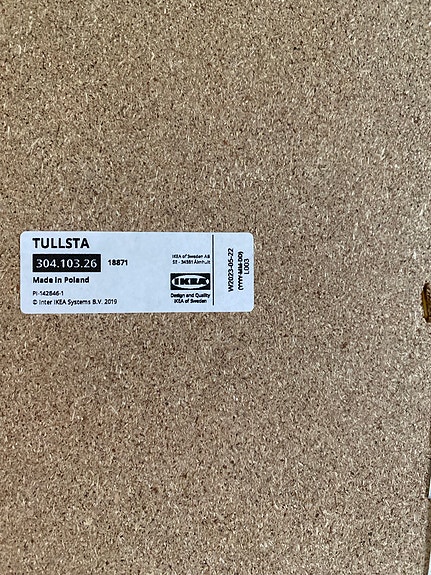 TULLSTA
304.103.26 18871
Made in Poland
PI-142846-1
© Inter IKEA Systems B.V. 2019
IKEA of Sweden AB
SE - 34381 Älmhult
IKEA
Design and Quality
IKEA of Sweden
W2023-05-22
(YYY-MM-DD)
L003